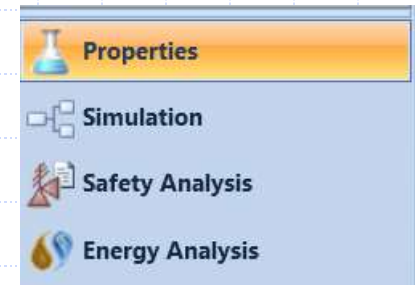 Properties
Simulation
Safety Analysis
Energy Analysis